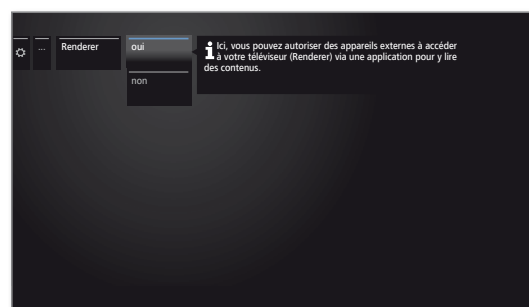 ... Renderer oui
Ici, vous pouvez autoriser des appareils externes à accéder
à votre téléviseur (Renderer) via une application pour y lire
des contenus.
non